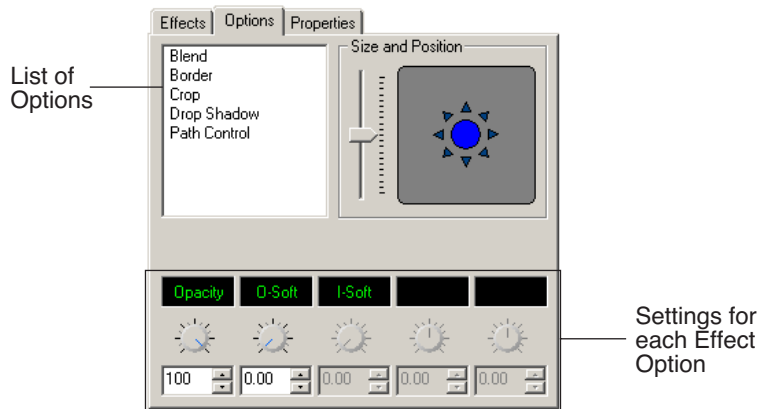 Effects Options Properties
List of
Options
Blend
Border
Crop
Drop Shadow
Path Control
Size and Position
Opacity O-Soft I-Soft
100 0.00 0.00 0.00 0.00
Settings for
each Effect
Option